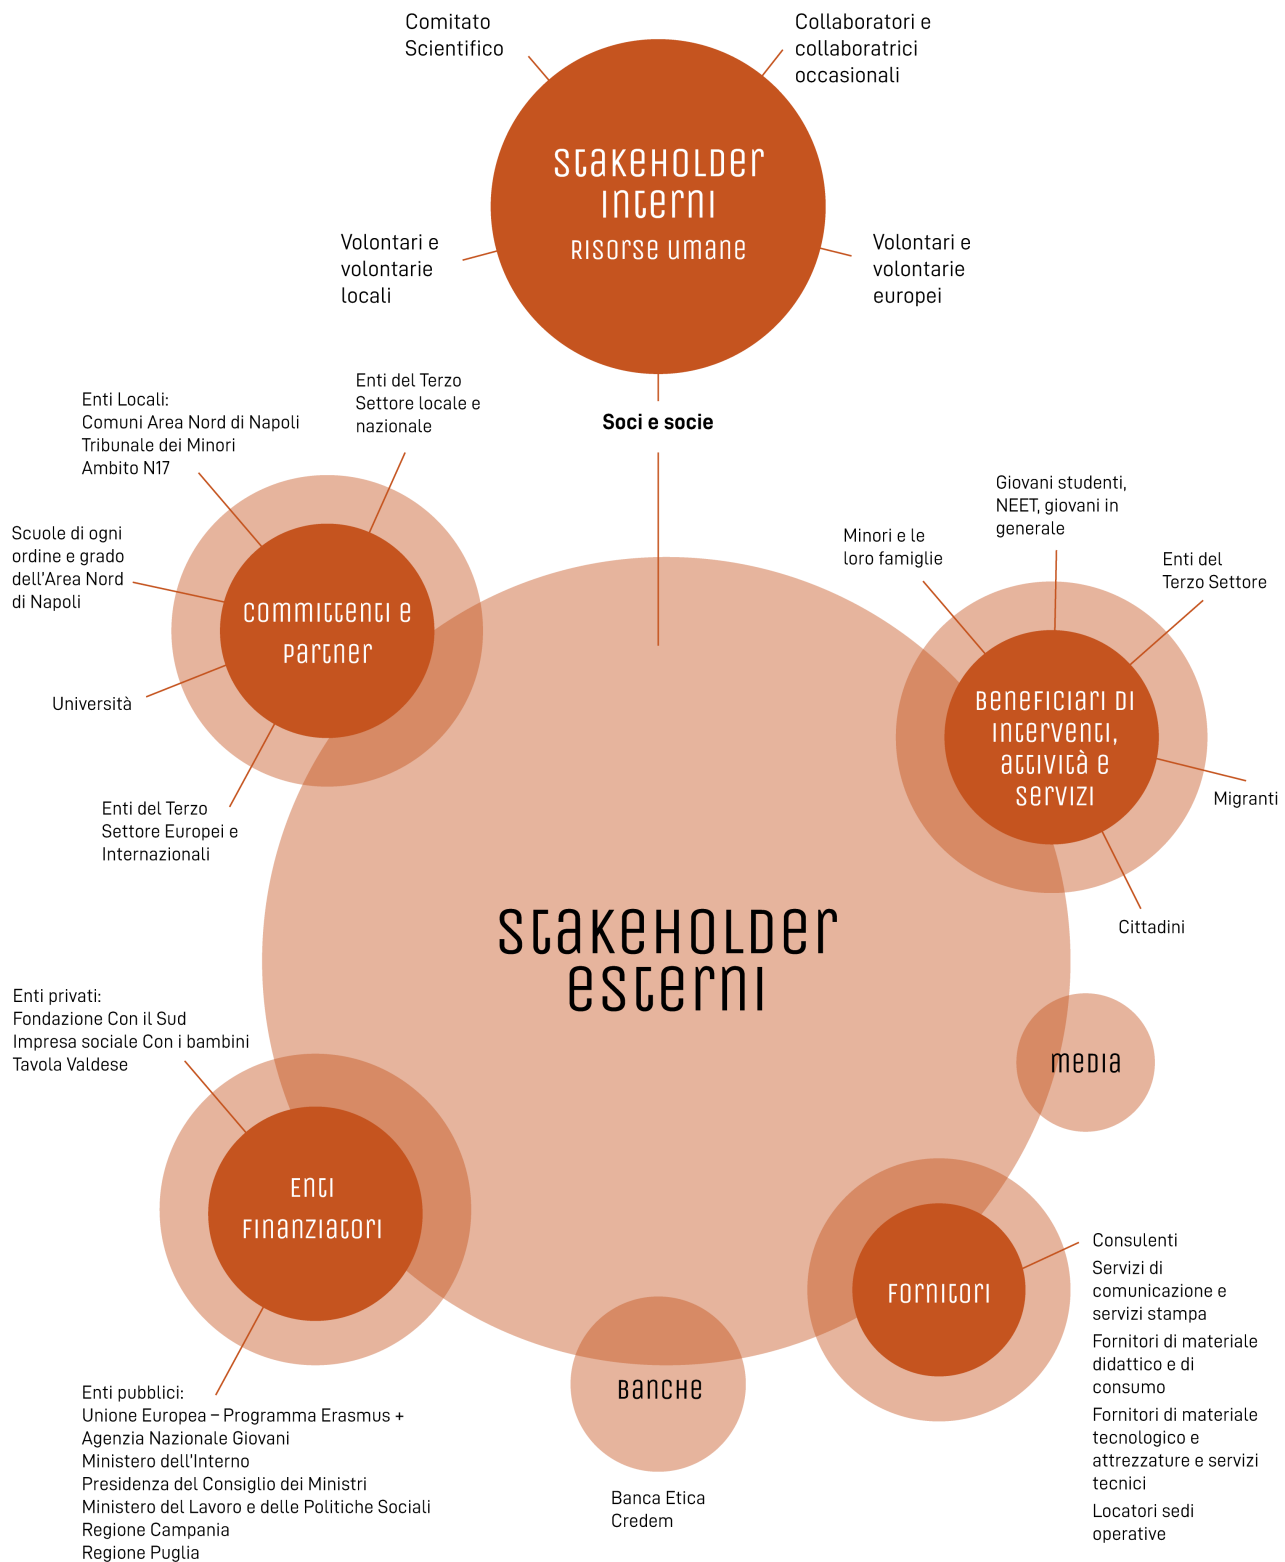 Comitato
Scientifico
Collaboratori e
collaboratrici
occasionali
Stakeholder
interni
Risorse umane
Volontari e
volontarie
locali
Volontari e
volontarie
europei
Soci e socie
Enti Locali:
Comuni Area Nord di Napoli
Tribunale dei Minori
Ambito N17
Enti del Terzo
Settore locale e
nazionale
Scuole di ogni
ordine e grado
dell'Area Nord
di Napoli
Committenti e
Partner
Università
Enti del Terzo
Settore Europei e
Internazionali
Giovani studenti,
NEET, giovani in
generale
Minori e le
loro famiglie
Enti del
Terzo Settore
Beneficiari di
interventi,
attività e
servizi
Migranti
Cittadini
Stakeholder
esterni
Media
Enti privati:
Fondazione Con il Sud
Impresa sociale Con i bambini
Tavola Valdese
Enti
Finanziatori
Enti pubblici:
Unione Europea – Programma Erasmus +
Agenzia Nazionale Giovani
Ministero dell'Interno
Presidenza del Consiglio dei Ministri
Ministero del Lavoro e delle Politiche Sociali
Regione Campania
Regione Puglia
Banche
Banca Etica
Credem
Fornitori
Consulenti
Servizi di
comunicazione e
servizi stampa
Fornitori di materiale
didattico e di
consumo
Fornitori di materiale
tecnologico e
attrezzature e servizi
tecnici
Locatori sedi
operative